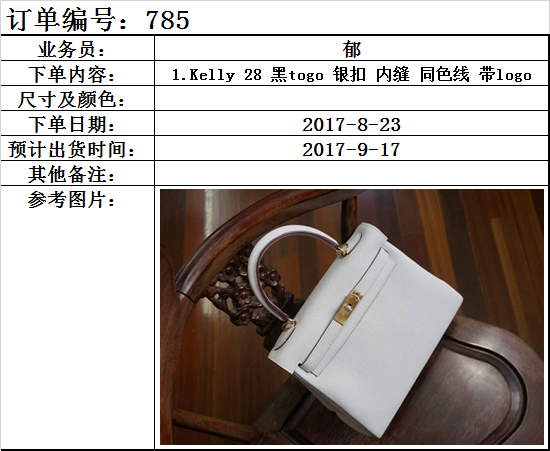 订单编号：785
业务员： 郁
下单内容： 1.Kelly 28 黑togo 银扣 内缝 同色线 带logo
尺寸及颜色：
下单日期： 2017-8-23
预计出货时间： 2017-9-17
其他备注：
参考图片：